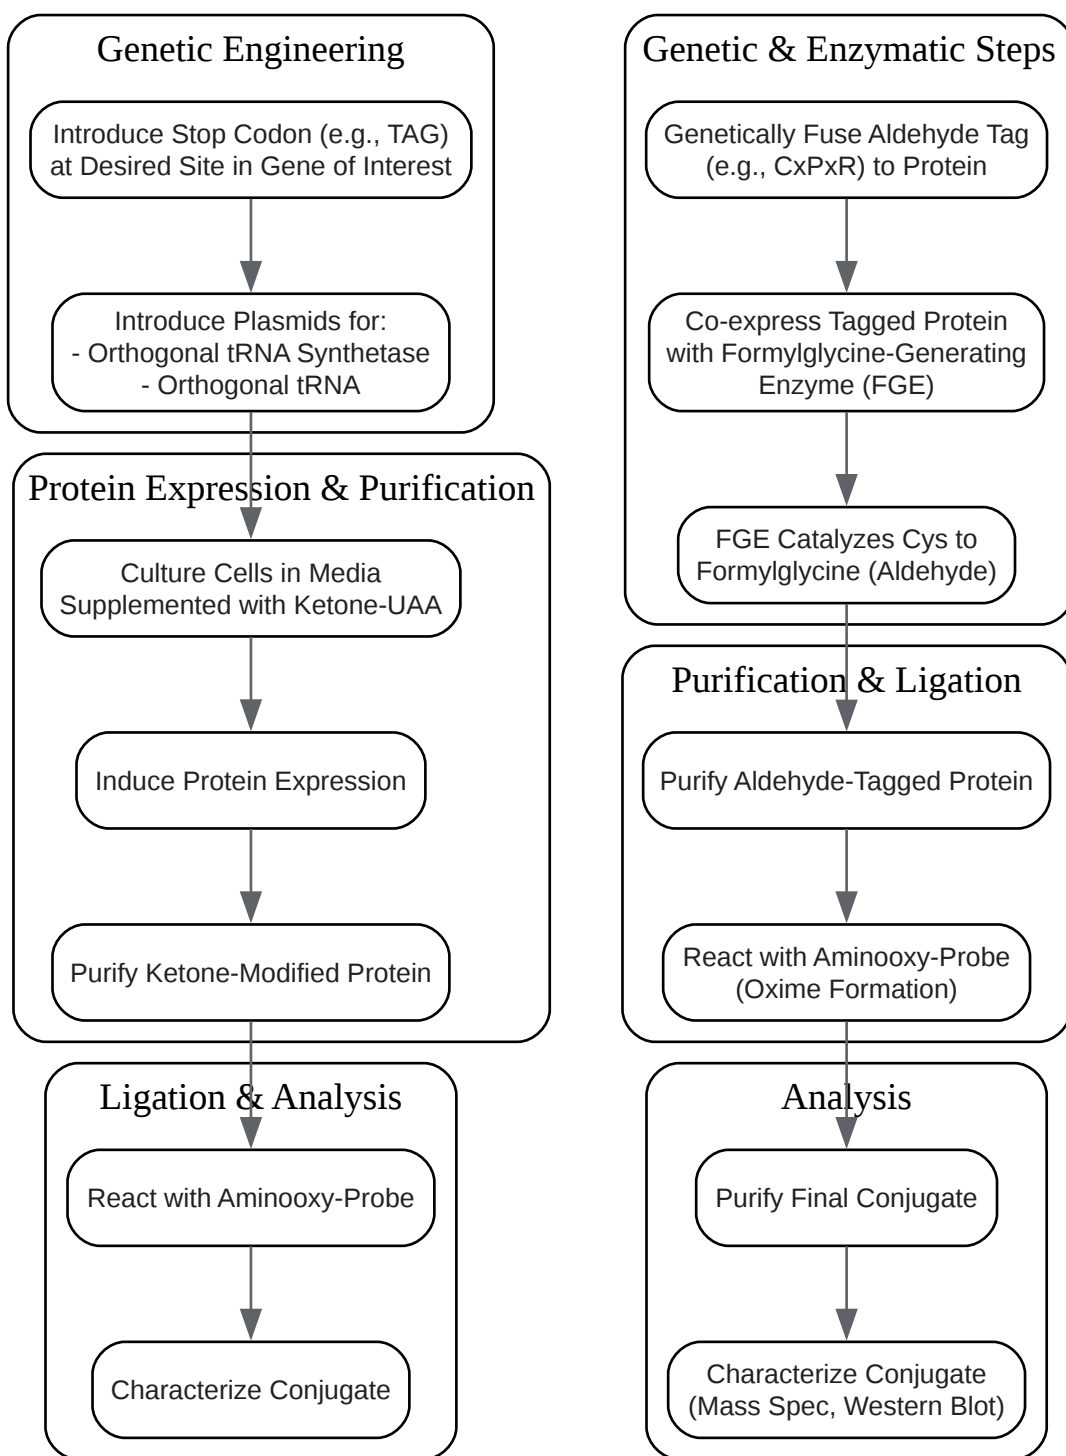 Genetic Engineering
Introduce Stop Codon (e.g., TAG)
at Desired Site in Gene of Interest
Introduce Plasmids for:
- Orthogonal tRNA Synthetase
- Orthogonal tRNA
Protein Expression & Purification
Culture Cells in Media
Supplemented with Ketone-UAA
Induce Protein Expression
Purify Ketone-Modified Protein
Ligation & Analysis
React with Aminooxy-Probe
Characterize Conjugate
Genetic & Enzymatic Steps
Genetically Fuse Aldehyde Tag
(e.g., CxPxR) to Protein
Co-express Tagged Protein
with Formylglycine-Generating
Enzyme (FGE)
FGE Catalyzes Cys to
Formylglycine (Aldehyde)
Purification & Ligation
Purify Aldehyde-Tagged Protein
React with Aminooxy-Probe
(Oxime Formation)
Analysis
Purify Final Conjugate
Characterize Conjugate
(Mass Spec, Western Blot)